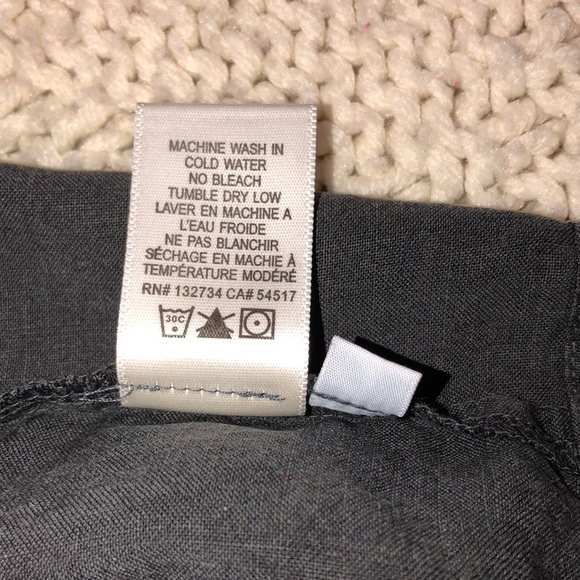 MACHINE WASH IN
COLD WATER
NO BLEACH
TUMBLE DRY LOW
LAVER EN MACHINE A
L'EAU FROIDE
NE PAS BLANCHIR
SÉCHAGE EN MACHIE À
TEMPÉRATURE MODÉRÉ
RN# 132734 CA# 54517
30C